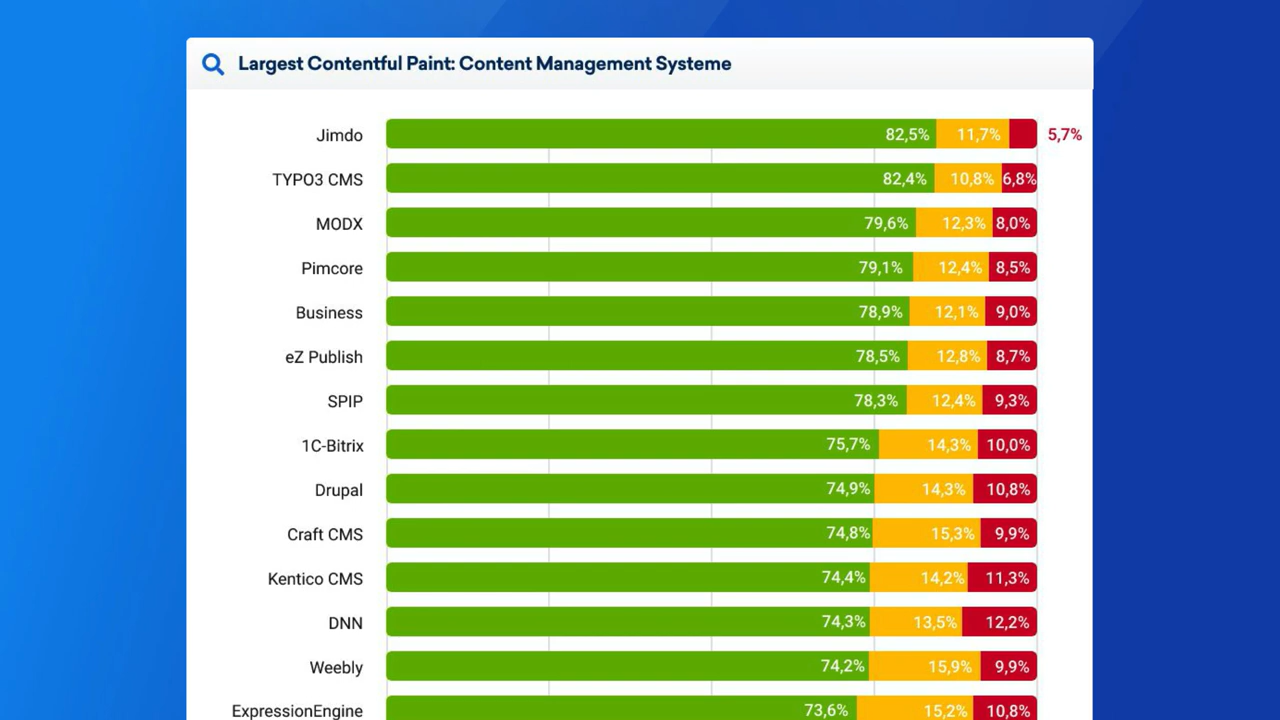 Largest Contentful Paint: Content Management Systeme
Jimdo 82,5% 11,7% 5,7%
TYPO3 CMS 82,4% 10,8% 6,8%
MODX 79,6% 12,3% 8,0%
Pimcore 79,1% 12,4% 8,5%
Business 78,9% 12,1% 9,0%
eZ Publish 78,5% 12,8% 8,7%
SPIP 78,3% 12,4% 9,3%
1C-Bitrix 75,7% 14,3% 10,0%
Drupal 74,9% 14,3% 10,8%
Craft CMS 74,8% 15,3% 9,9%
Kentico CMS 74,4% 14,2% 11,3%
DNN 74,3% 13,5% 12,2%
Weebly 74,2% 15,9% 9,9%
ExpressionEngine 73,6% 15,2% 10,8%